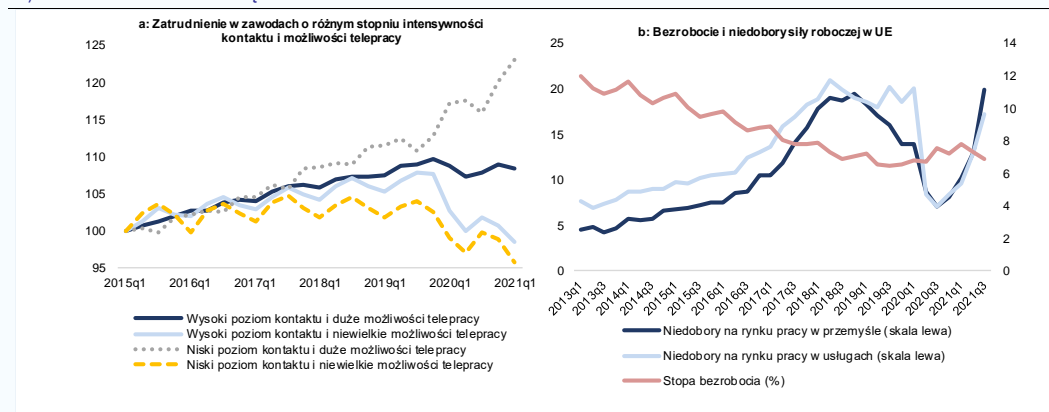 a: Zatrudnienie w zawodach o różnym stopniu intensywności
kontaktu i możliwości telepracy
125
120
115
110
105
100
95
2015q1 2016q1 2017q1 2018q1 2019q1 2020q1 2021q1
Wysoki poziom kontaktu i duże możliwości telepracy
Wysoki poziom kontaktu i niewielkie możliwości telepracy
Niski poziom kontaktu i duże możliwości telepracy
Niski poziom kontaktu i niewielkie możliwości telepracy
b: Bezrobocie i niedobory siły roboczej w UE
25 14
12
20
10
15
8
10
6
4
5
2
0 0
2013q1 2013q3 2014q1 2014q3 2015q1 2015q3 2016q1 2016q3 2017q1 2017q3 2018q1 2018q3 2019q1 2019q3 2020q1 2020q3 2021q1 2021q3
Niedobory na rynku pracy w przemyśle (skala lewa)
Niedobory na rynku pracy w usługach (skala lewa)
Stopa bezrobocia (%)